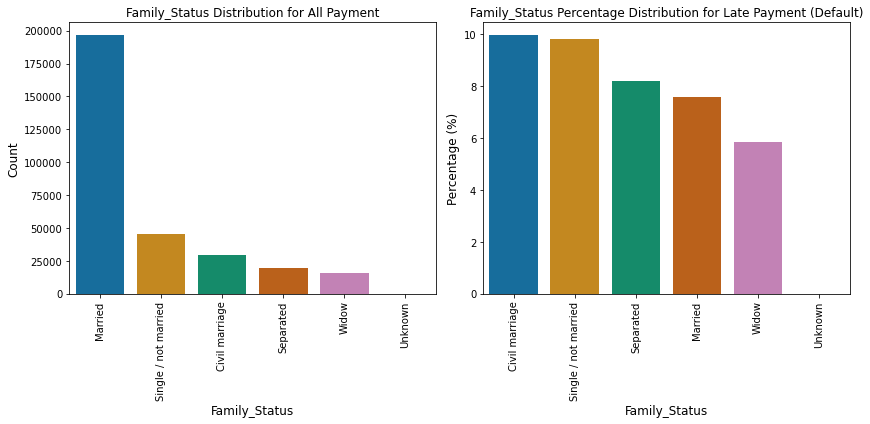 Family_Status Distribution for All Payment
Count
200000
175000
150000
125000
100000
75000
50000
25000
0
Married
Single / not married
Civil marriage
Separated
Widow
Unknown
Family_Status
Family_Status Percentage Distribution for Late Payment (Default)
Percentage (%)
10
8
6
4
2
0
Civil marriage
Single / not married
Separated
Married
Widow
Unknown
Family_Status